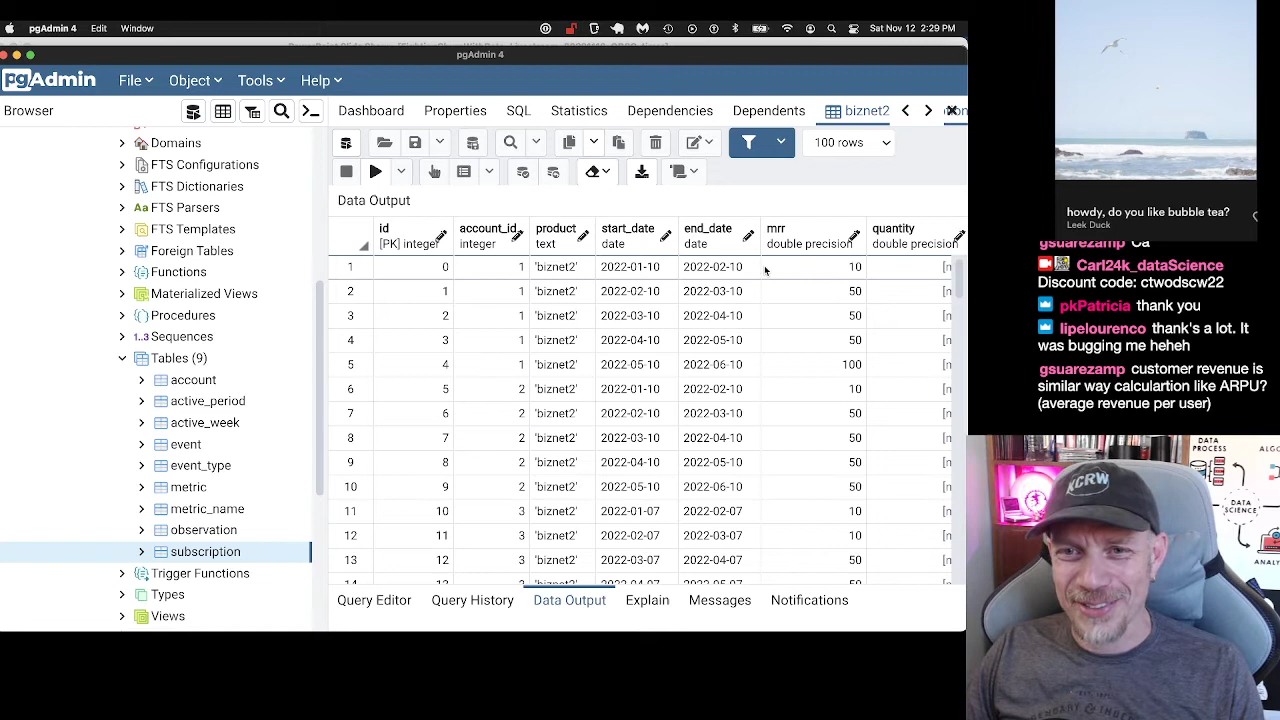 pgAdmin 4 Edit Window Sat Nov 12 2:29 PM
pgAdmin 4
pgAdmin File Object Tools Help
Browser
Dashboard Properties SQL Statistics Dependencies Dependents biznet2
100 rows
Data Output
Domains
FTS Configurations
FTS Dictionaries
Aa FTS Parsers
FTS Templates
Foreign Tables
Functions
Materialized Views
Procedures
1..3 Sequences
Tables (9)
account
active_period
active_week
event
event_type
metric
metric_name
observation
subscription
Trigger Functions
Types
Views
id account_id product start_date end_date mrr quantity
[PK] integer integer text date date double precision double precision
1 0 1 'biznet2' 2022-01-10 2022-02-10 10
2 1 1 'biznet2' 2022-02-10 2022-03-10 50
3 2 1 'biznet2' 2022-03-10 2022-04-10 50
4 3 1 'biznet2' 2022-04-10 2022-05-10 50
5 4 1 'biznet2' 2022-05-10 2022-06-10 100
6 5 2 'biznet2' 2022-01-10 2022-02-10 10
7 6 2 'biznet2' 2022-02-10 2022-03-10 50
8 7 2 'biznet2' 2022-03-10 2022-04-10 50
9 8 2 'biznet2' 2022-04-10 2022-05-10 50
10 9 2 'biznet2' 2022-05-10 2022-06-10 50
11 10 3 'biznet2' 2022-01-07 2022-02-07 10
12 11 3 'biznet2' 2022-02-07 2022-03-07 10
13 12 3 'biznet2' 2022-03-07 2022-04-07 50
Query Editor Query History Data Output Explain Messages Notifications
howdy, do you like bubble tea?
Leek Duck
gsuarezamp Ca
Carl24k_dataScience
Discount code: ctwodscw22
pkPatricia thank you
lipelourenco thank's a lot. It
was bugging me heheh
gsuarezamp customer revenue is
similar way calculartion like ARPU?
(average revenue per user)
KCRW
DATA
PROCESS
DATA
SCIENCE